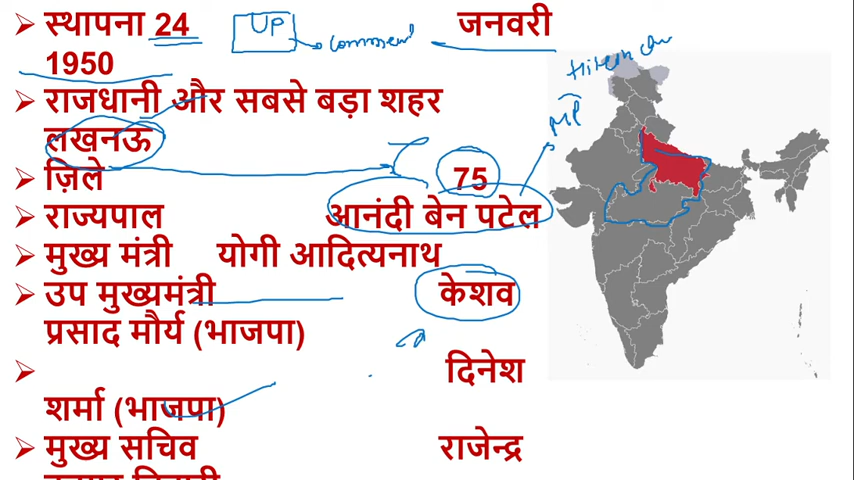 ➢ स्थापना 24 जनवरी
UP
comment
1950
➢ राजधानी और सबसे बड़ा शहर
लखनऊ
MP
➢ ज़िले 75
➢ राज्यपाल आनंदी बेन पटेल
➢ मुख्य मंत्री योगी आदित्यनाथ
➢ उप मुख्यमंत्री केशव
प्रसाद मौर्य (भाजपा)
➢ दिनेश
शर्मा (भाजपा)
➢ मुख्य सचिव राजेन्द्र